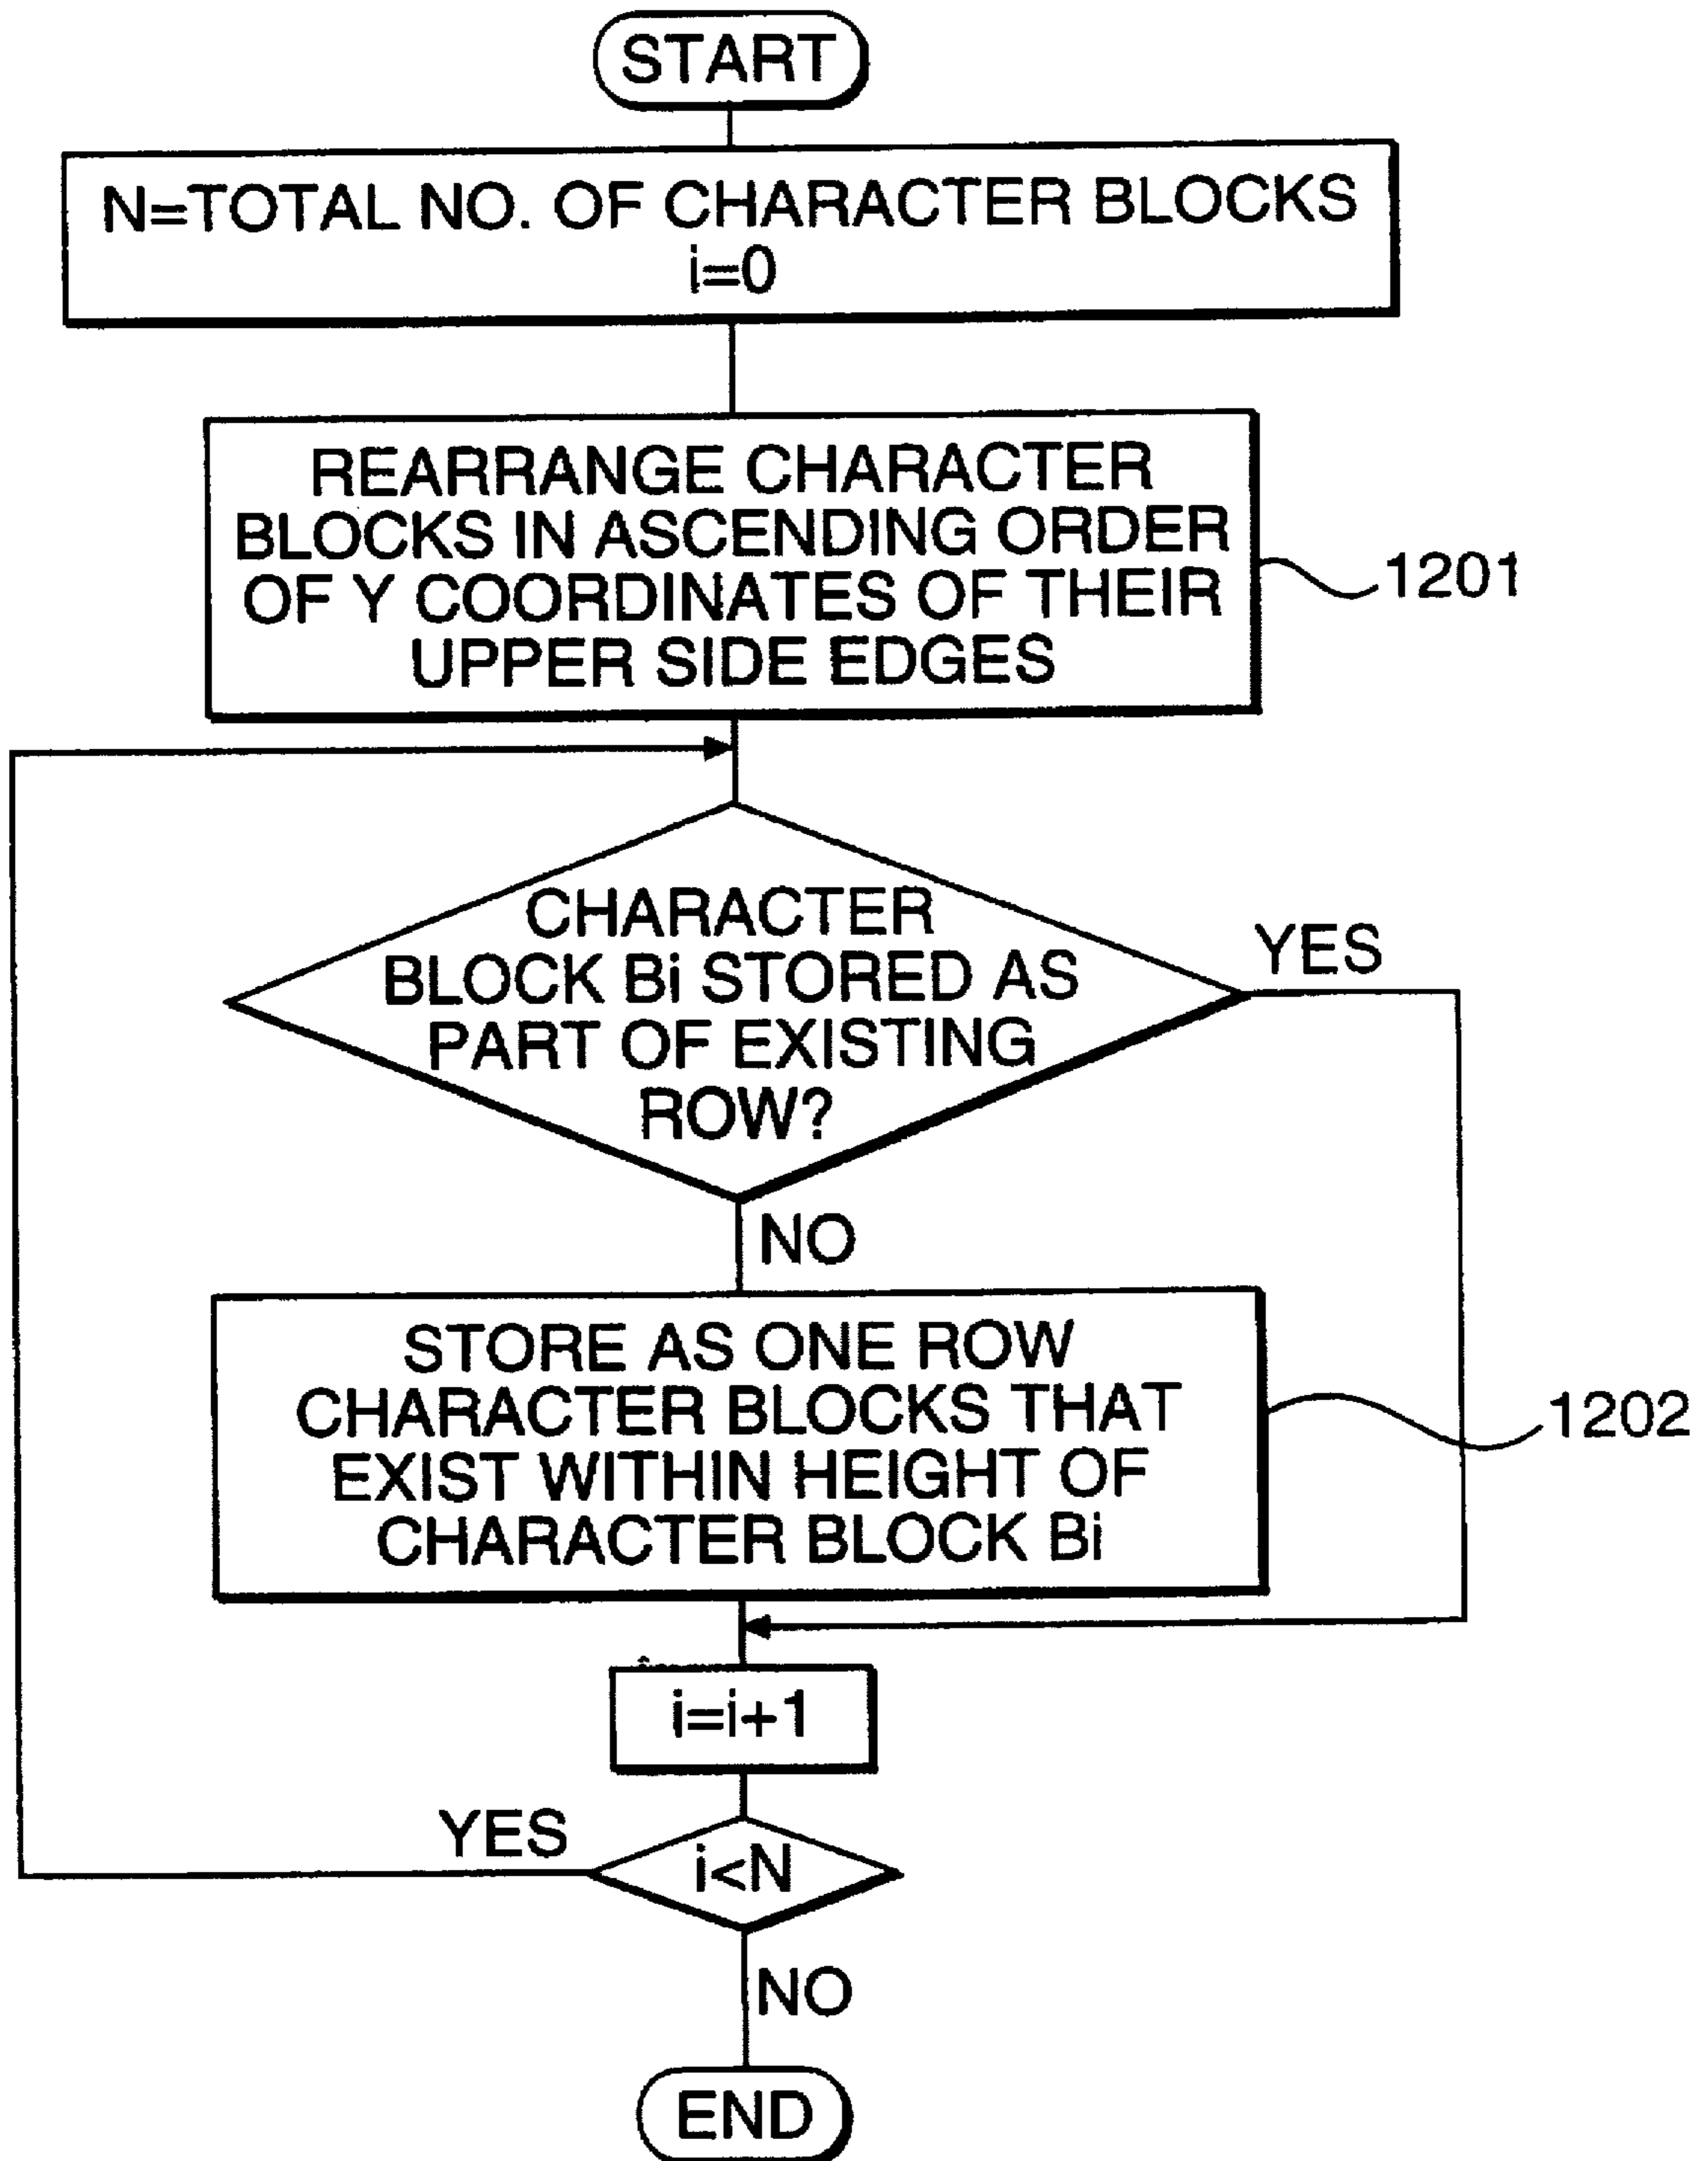 START
N=TOTAL NO. OF CHARACTER BLOCKS
i=0
REARRANGE CHARACTER
BLOCKS IN ASCENDING ORDER
OF Y COORDINATES OF THEIR
UPPER SIDE EDGES
1201
CHARACTER
BLOCK Bi STORED AS
PART OF EXISTING
ROW?
YES
NO
STORE AS ONE ROW
CHARACTER BLOCKS THAT
EXIST WITHIN HEIGHT OF
CHARACTER BLOCK Bi
1202
i=i+1
YES
i<N
NO
END